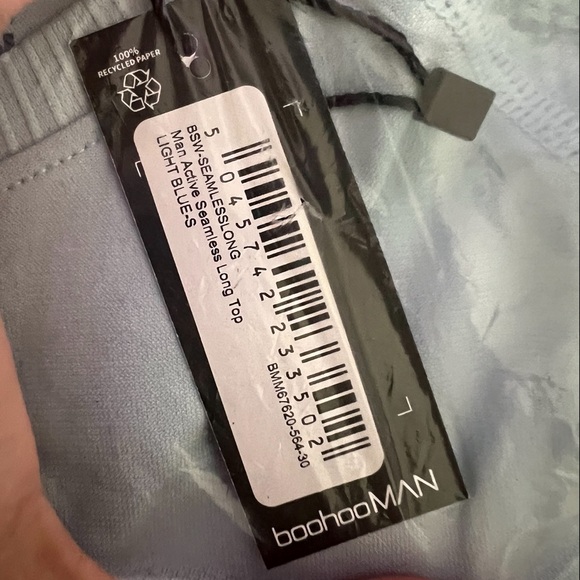 100%
RECYCLED PAPER
BSW-SEAMLESSLONG
Man Active Seamless Long Top
LIGHT BLUE-S
5 045742 233502
BMM67620-564-30
boohooMAN